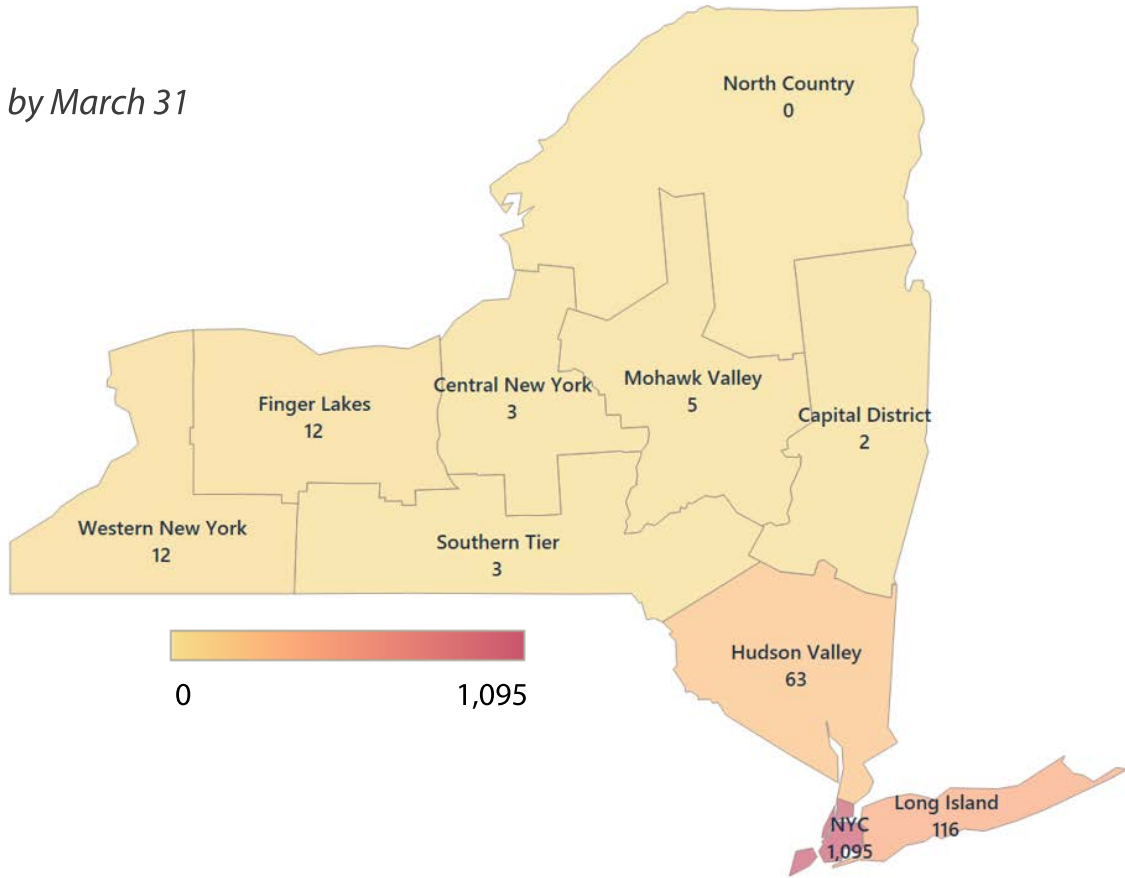 by March 31
North Country
0
Finger Lakes
12
Central New York
3
Mohawk Valley
5
Capital District
2
Western New York
12
Southern Tier
3
Hudson Valley
63
0
1,095
Long Island
116
NYC
1,095